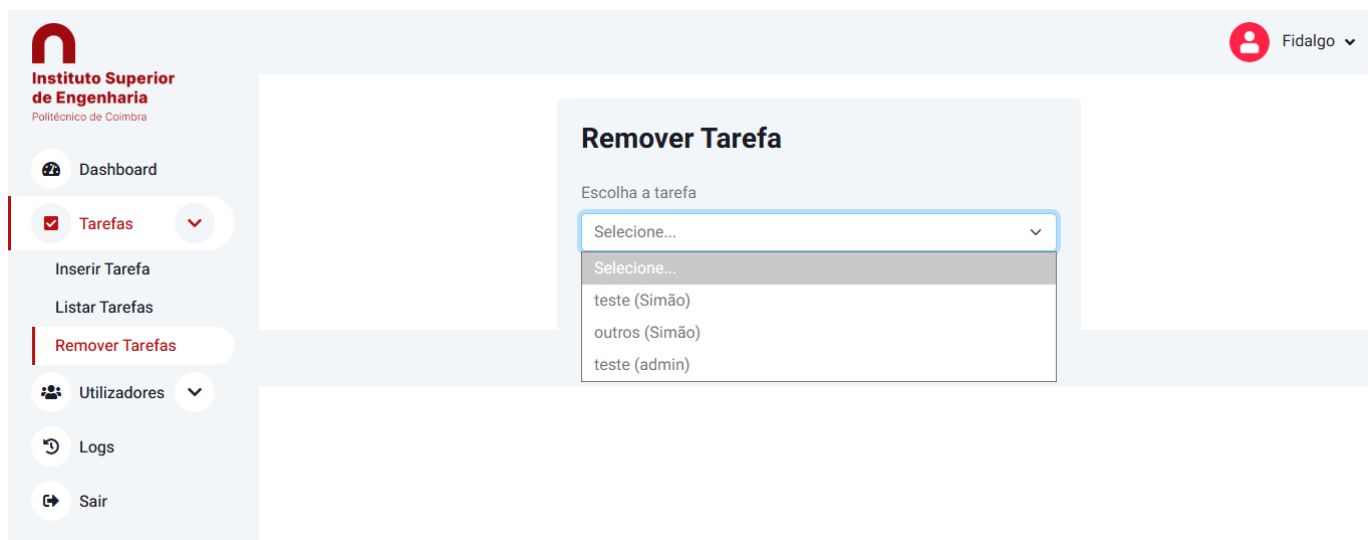 Instituto Superior
de Engenharia
Politécnico de Coimbra
Fidalgo
Dashboard
Tarefas
Inserir Tarefa
Listar Tarefas
Remover Tarefas
Utilizadores
Logs
Sair
Remover Tarefa
Escolha a tarefa
Selecione...
Selecione...
teste (Simão)
outros (Simão)
teste (admin)